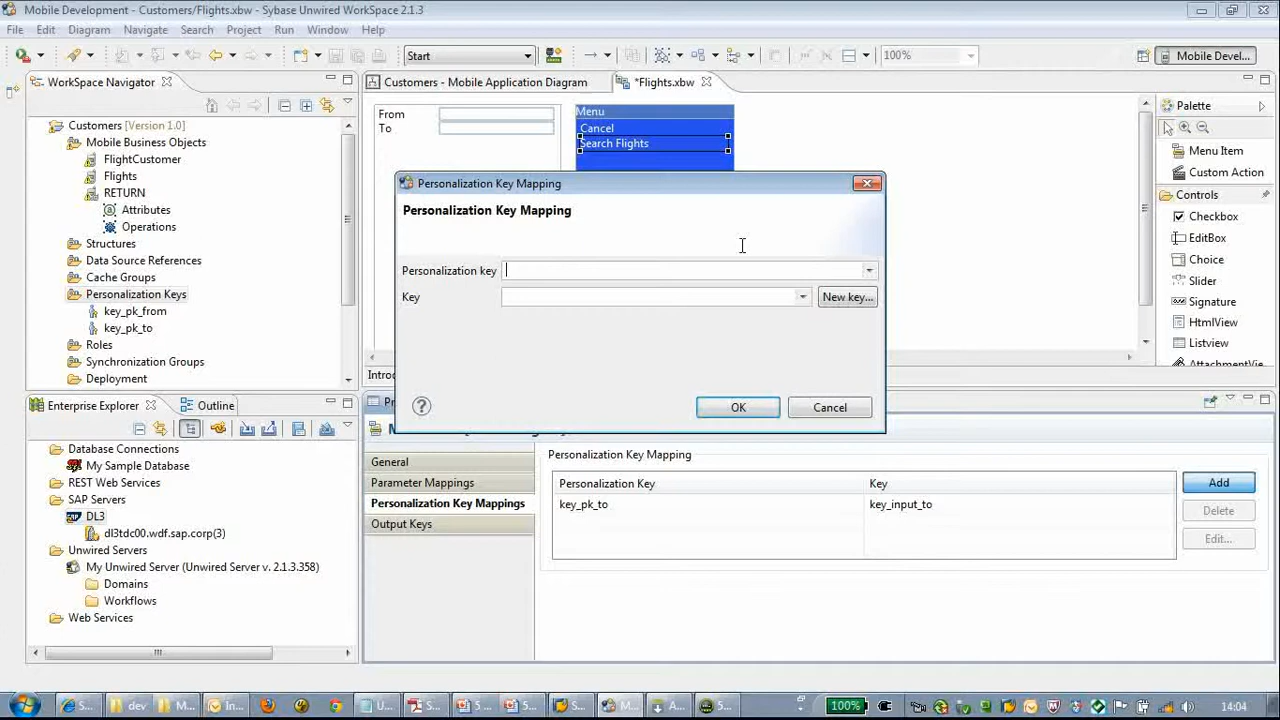 Mobile Development - Customers/Flights.xbw - Sybase Unwired WorkSpace 2.1.3
File Edit Diagram Navigate Search Project Run Window Help
Start
100%
Mobile Devel...
WorkSpace Navigator
Customers - Mobile Application Diagram
*Flights.xbw
Customers [Version 1.0]
Mobile Business Objects
FlightCustomer
Flights
RETURN
Attributes
Operations
Structures
Data Source References
Cache Groups
Personalization Keys
key_pk_from
key_pk_to
Roles
Synchronization Groups
Deployment
From
To
Menu
Cancel
Search Flights
Palette
Menu Item
Custom Action
Controls
Checkbox
EditBox
Choice
Slider
Signature
HtmlView
Listview
AttachmentVie
Personalization Key Mapping
Personalization Key Mapping
Personalization key
Key
New key...
?
OK
Cancel
Enterprise Explorer
Outline
Database Connections
My Sample Database
REST Web Services
SAP Servers
DL3
dl3tdc00.wdf.sap.corp(3)
Unwired Servers
My Unwired Server (Unwired Server v. 2.1.3.358)
Domains
Workflows
Web Services
General
Parameter Mappings
Personalization Key Mappings
Output Keys
Personalization Key Mapping
Personalization Key
Key
key_pk_to
key_input_to
Add
Delete
Edit...
S...
dev
M...
In...
U...
S...
5 ...
5 ...
S...
M...
A...
5...
100%
14:04